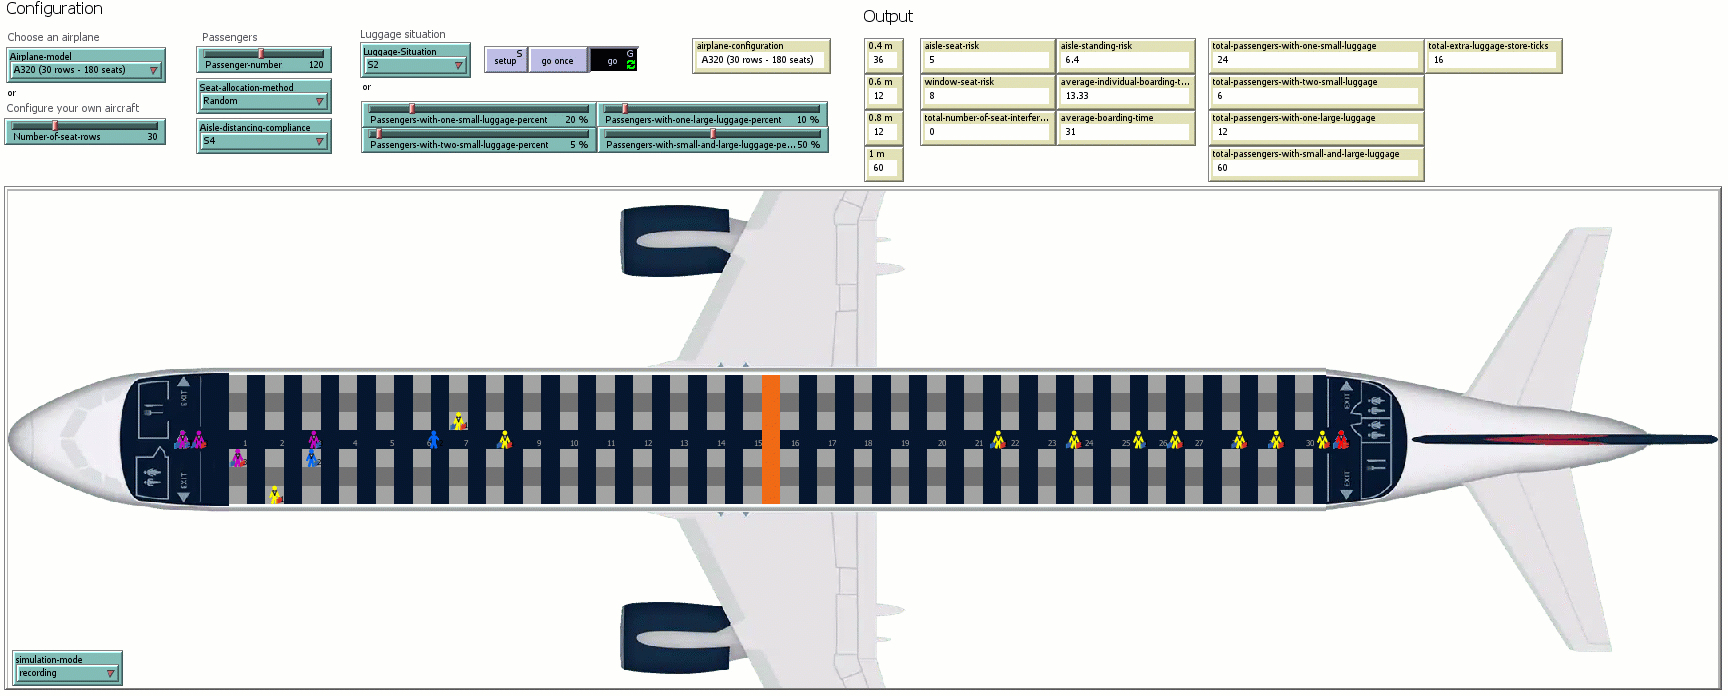 Configuration
Output
Choose an airplane
Airplane-model
A320 (30 rows - 180 seats)
or
Configure your own aircraft
Number-of-seat-rows 30
Passengers
Passenger-number 120
Seat-allocation-method
Random
Aisle-distancing-compliance
S4
Luggage situation
Luggage-Situation
S2
or
setup S
go once
go G
Passengers-with-one-small-luggage-percent 20 %
Passengers-with-one-large-luggage-percent 10 %
Passengers-with-two-small-luggage-percent 5 %
Passengers-with-small-and-large-luggage-pe... 50 %
airplane-configuration
A320 (30 rows - 180 seats)
0.4 m
36
0.6 m
12
0.8 m
12
1 m
60
aisle-seat-risk
5
window-seat-risk
8
total-number-of-seat-interfer...
0
aisle-standing-risk
6.4
average-individual-boarding-t...
13.33
average-boarding-time
31
total-passengers-with-one-small-luggage
24
total-passengers-with-two-small-luggage
6
total-passengers-with-one-large-luggage
12
total-passengers-with-small-and-large-luggage
60
total-extra-luggage-store-ticks
16
EXIT
EXIT
1 2 4 5 6 7 9 10 11 12 13 14 15 16 17 18 19 20 21 22 23 24 25 26 27 30
EXIT
EXIT
simulation-mode
recording